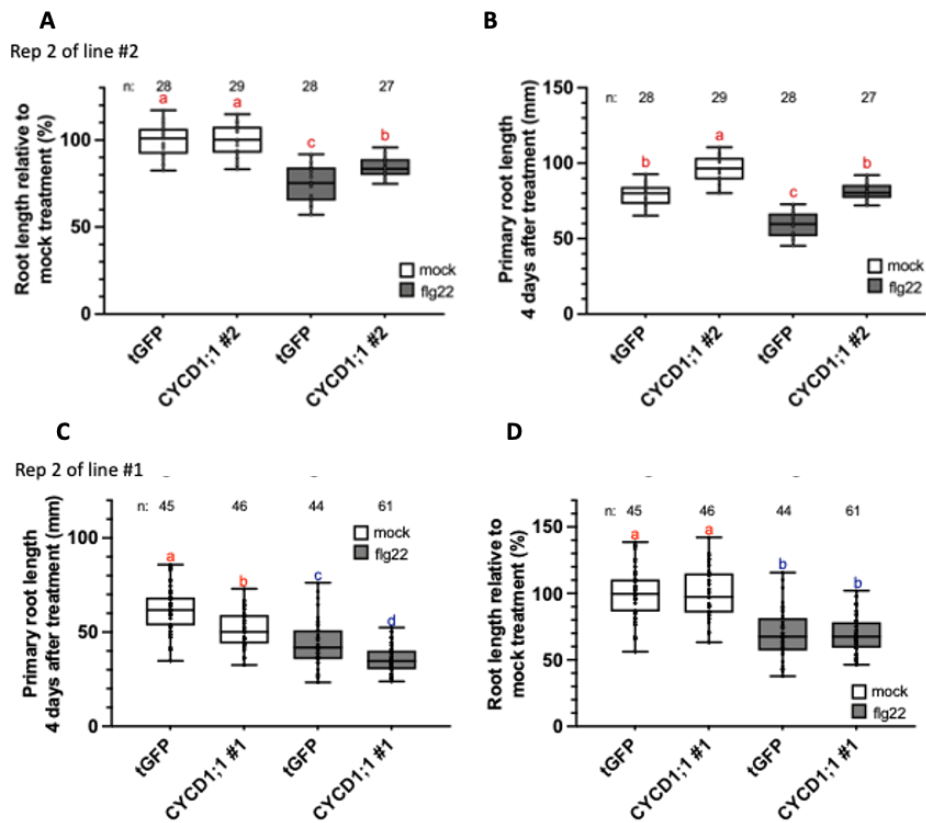 A
B
Rep 2 of line #2
n: 28 29 28 27
a a c b
Root length relative to
mock treatment (%)
100
50
0
mock
flg22
tGFP
CYCD1;1 #2
tGFP
CYCD1;1 #2
n: 28 29 28 27
b a c b
Primary root length
4 days after treatment (mm)
150
100
50
0
mock
flg22
tGFP
CYCD1;1 #2
tGFP
CYCD1;1 #2
C
D
Rep 2 of line #1
n: 45 46 44 61
a b c d
Primary root length
4 days after treatment (mm)
100
50
0
mock
flg22
tGFP
CYCD1;1 #1
tGFP
CYCD1;1 #1
n: 45 46 44 61
a a b b
Root length relative to
mock treatment (%)
150
100
50
0
mock
flg22
tGFP
CYCD1;1 #1
tGFP
CYCD1;1 #1